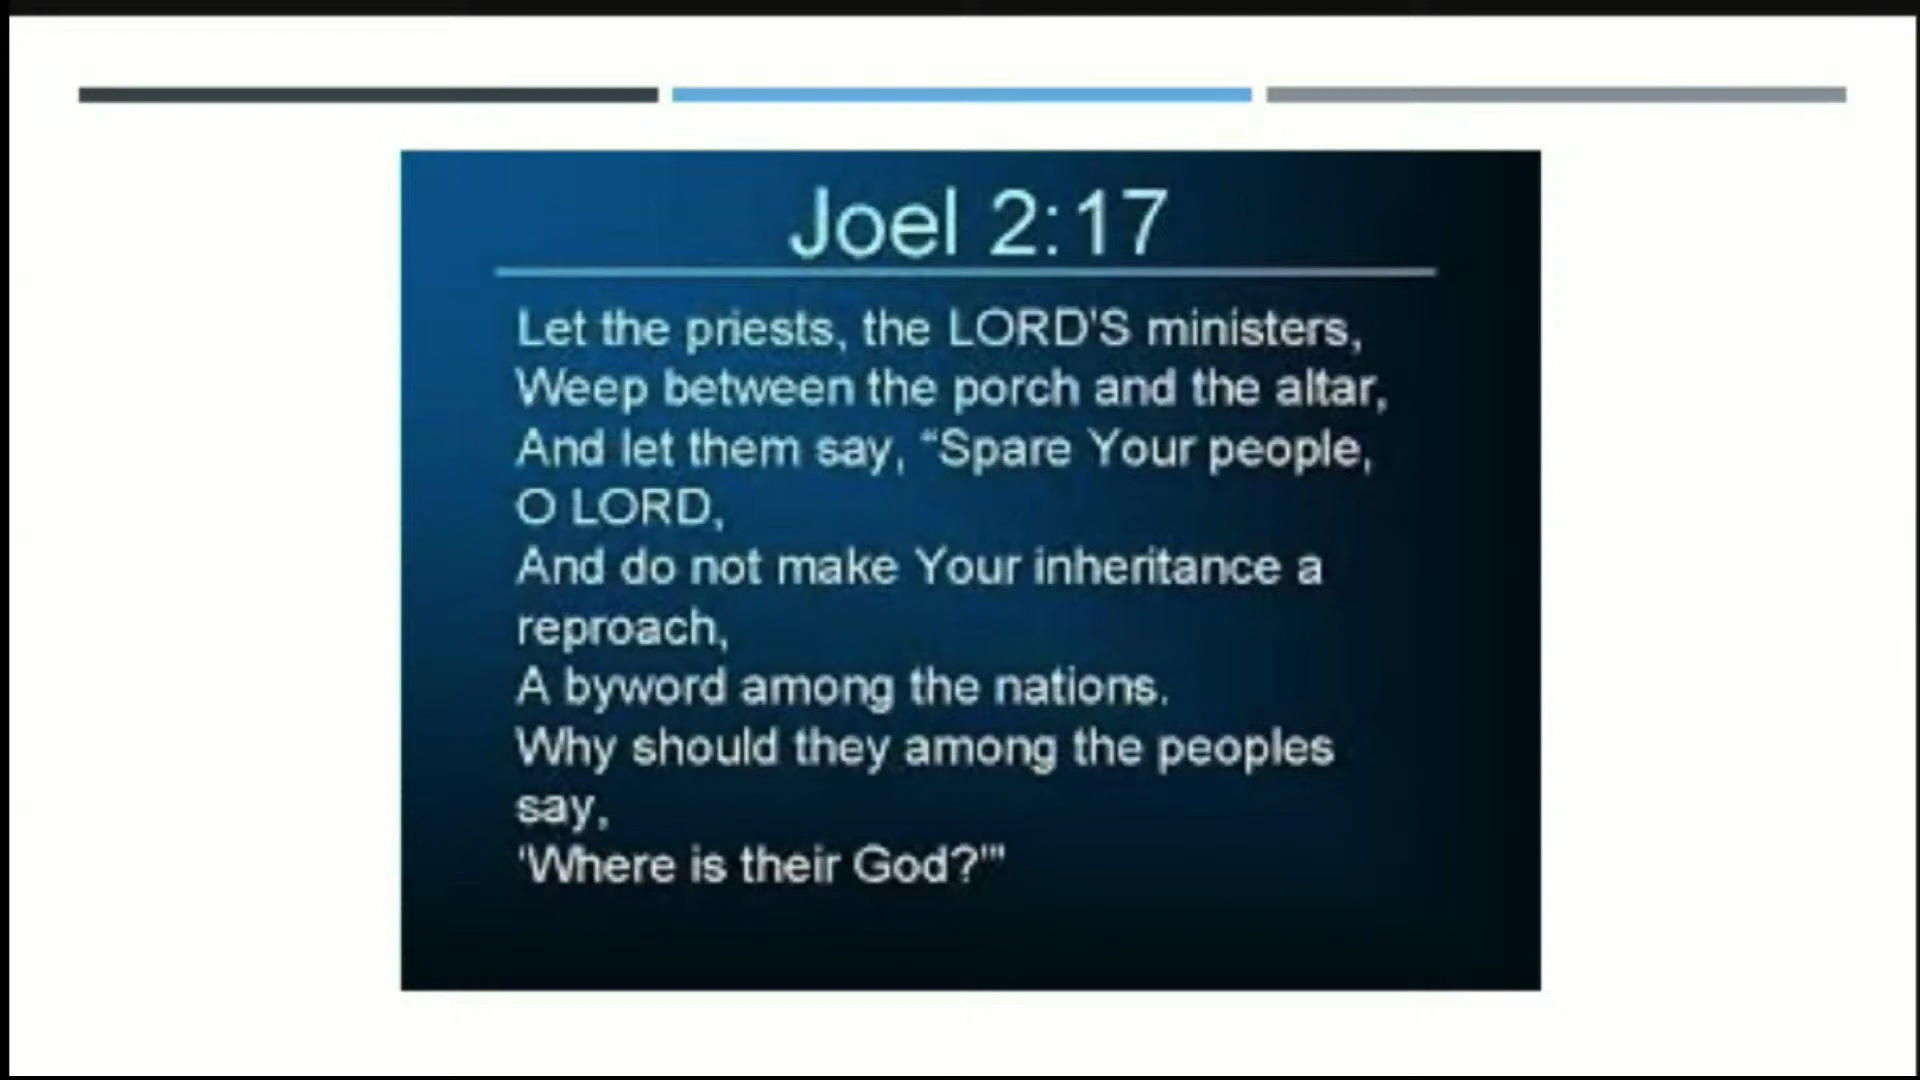 Joel 2:17
Let the priests, the LORD'S ministers,
Weep between the porch and the altar,
And let them say, “Spare Your people,
O LORD,
And do not make Your inheritance a
reproach,
A byword among the nations.
Why should they among the peoples
say,
'Where is their God?'"